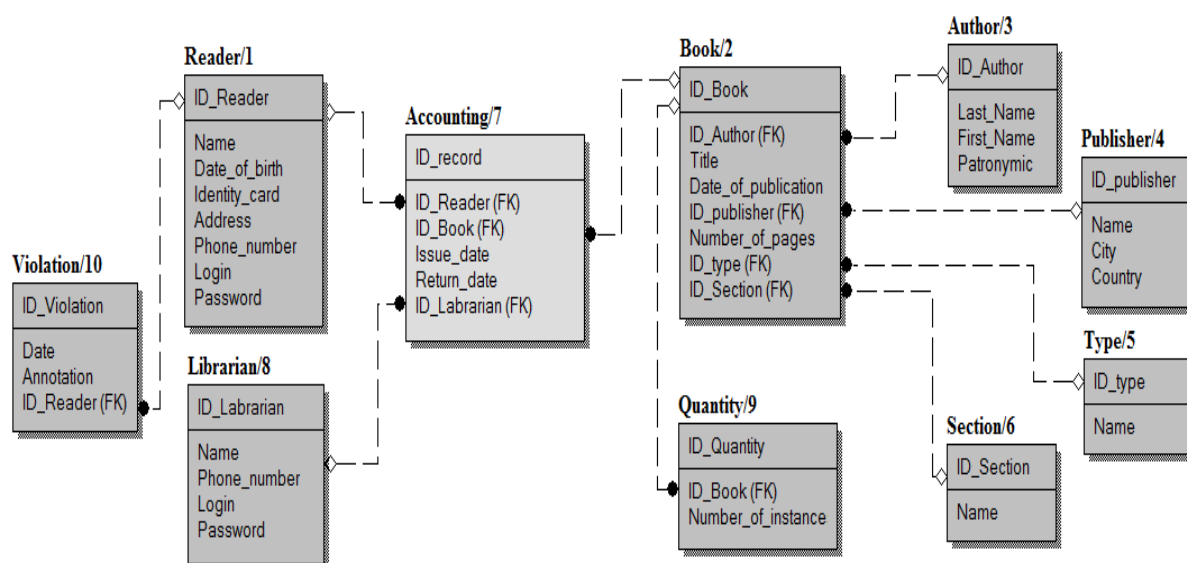 Reader/1
ID_Reader
Name
Date_of_birth
Identity_card
Address
Phone_number
Login
Password
Violation/10
ID_Violation
Date
Annotation
ID_Reader (FK)
Librarian/8
ID_Labrarian
Name
Phone_number
Login
Password
Accounting/7
ID_record
ID_Reader (FK)
ID_Book (FK)
Issue_date
Return_date
ID_Labrarian (FK)
Book/2
ID_Book
ID_Author (FK)
Title
Date_of_publication
ID_publisher (FK)
Number_of_pages
ID_type (FK)
ID_Section (FK)
Quantity/9
ID_Quantity
ID_Book (FK)
Number_of_instance
Author/3
ID_Author
Last_Name
First_Name
Patronymic
Publisher/4
ID_publisher
Name
City
Country
Type/5
ID_type
Name
Section/6
ID_Section
Name